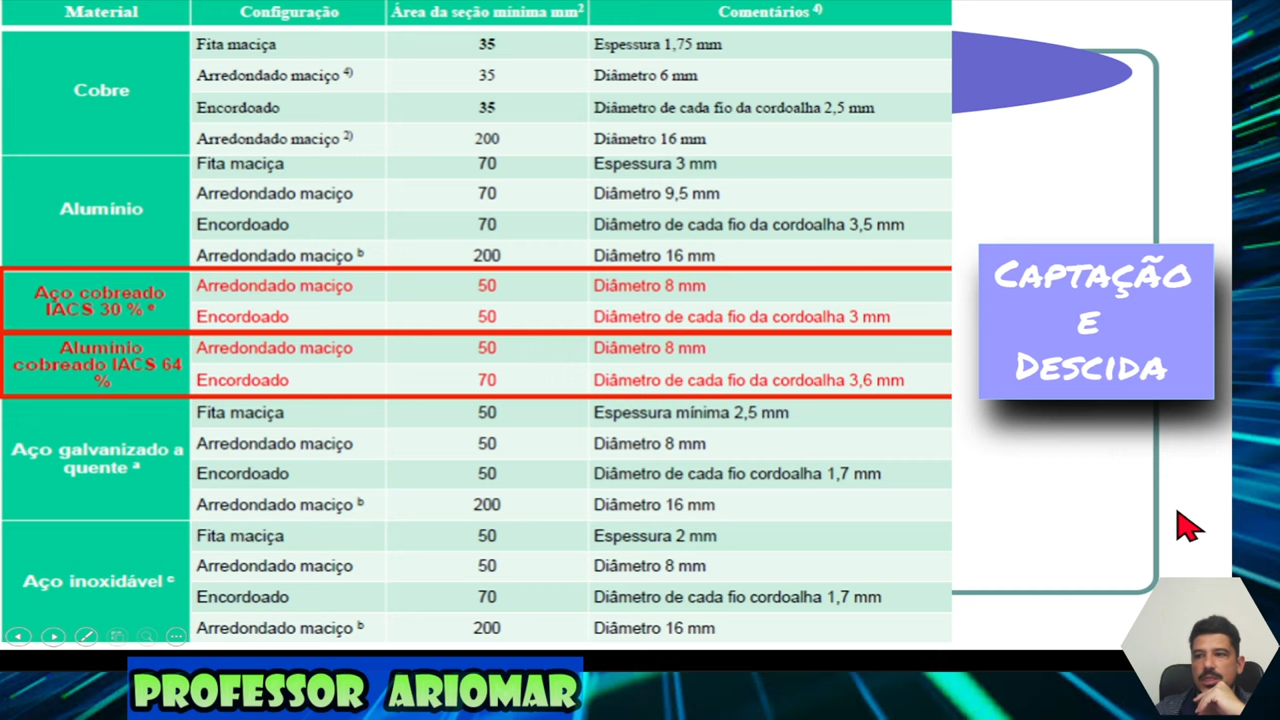 Material Configuração Área da seção mínima mm² Comentários ⁴⁾
Cobre
Fita maciça 35 Espessura 1,75 mm
Arredondado maciço ⁴⁾ 35 Diâmetro 6 mm
Encordoado 35 Diâmetro de cada fio da cordoalha 2,5 mm
Arredondado maciço ²⁾ 200 Diâmetro 16 mm
Alumínio
Fita maciça 70 Espessura 3 mm
Arredondado maciço 70 Diâmetro 9,5 mm
Encordoado 70 Diâmetro de cada fio da cordoalha 3,5 mm
Arredondado maciço ᵇ 200 Diâmetro 16 mm
Aço cobreado
IACS 30 % ᵉ
Arredondado maciço 50 Diâmetro 8 mm
Encordoado 50 Diâmetro de cada fio da cordoalha 3 mm
Alumínio
cobreado IACS 64
%
Arredondado maciço 50 Diâmetro 8 mm
Encordoado 70 Diâmetro de cada fio da cordoalha 3,6 mm
Aço galvanizado a
quente ᵃ
Fita maciça 50 Espessura mínima 2,5 mm
Arredondado maciço 50 Diâmetro 8 mm
Encordoado 50 Diâmetro de cada fio cordoalha 1,7 mm
Arredondado maciço ᵇ 200 Diâmetro 16 mm
Aço inoxidável ᶜ
Fita maciça 50 Espessura 2 mm
Arredondado maciço 50 Diâmetro 8 mm
Encordoado 70 Diâmetro de cada fio cordoalha 1,7 mm
Arredondado maciço ᵇ 200 Diâmetro 16 mm
Captação
e
Descida
PROFESSOR ARIOMAR